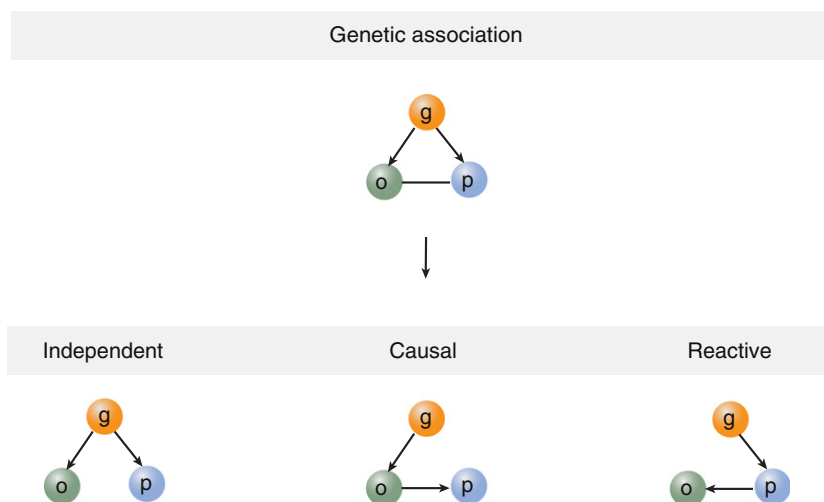 Genetic association
g
o p
Independent Causal Reactive
g g g
o p o p o p